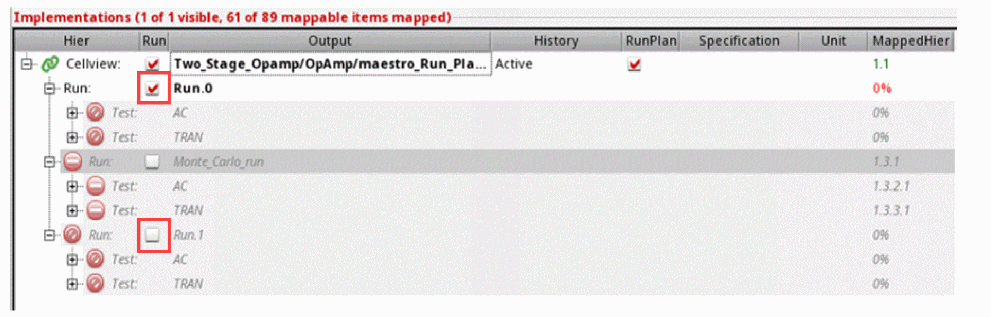 Implementations (1 of 1 visible, 61 of 89 mappable items mapped)
Hier Run Output History RunPlan Specification Unit MappedHier
Cellview: Two_Stage_Opamp/OpAmp/maestro_Run_Pla... Active 1.1
Run: Run.0 0%
Test: AC 0%
Test: TRAN 0%
Run: Monte_Carlo_run 1.3.1
Test: AC 1.3.2.1
Test: TRAN 1.3.3.1
Run: Run.1 0%
Test: AC 0%
Test: TRAN 0%